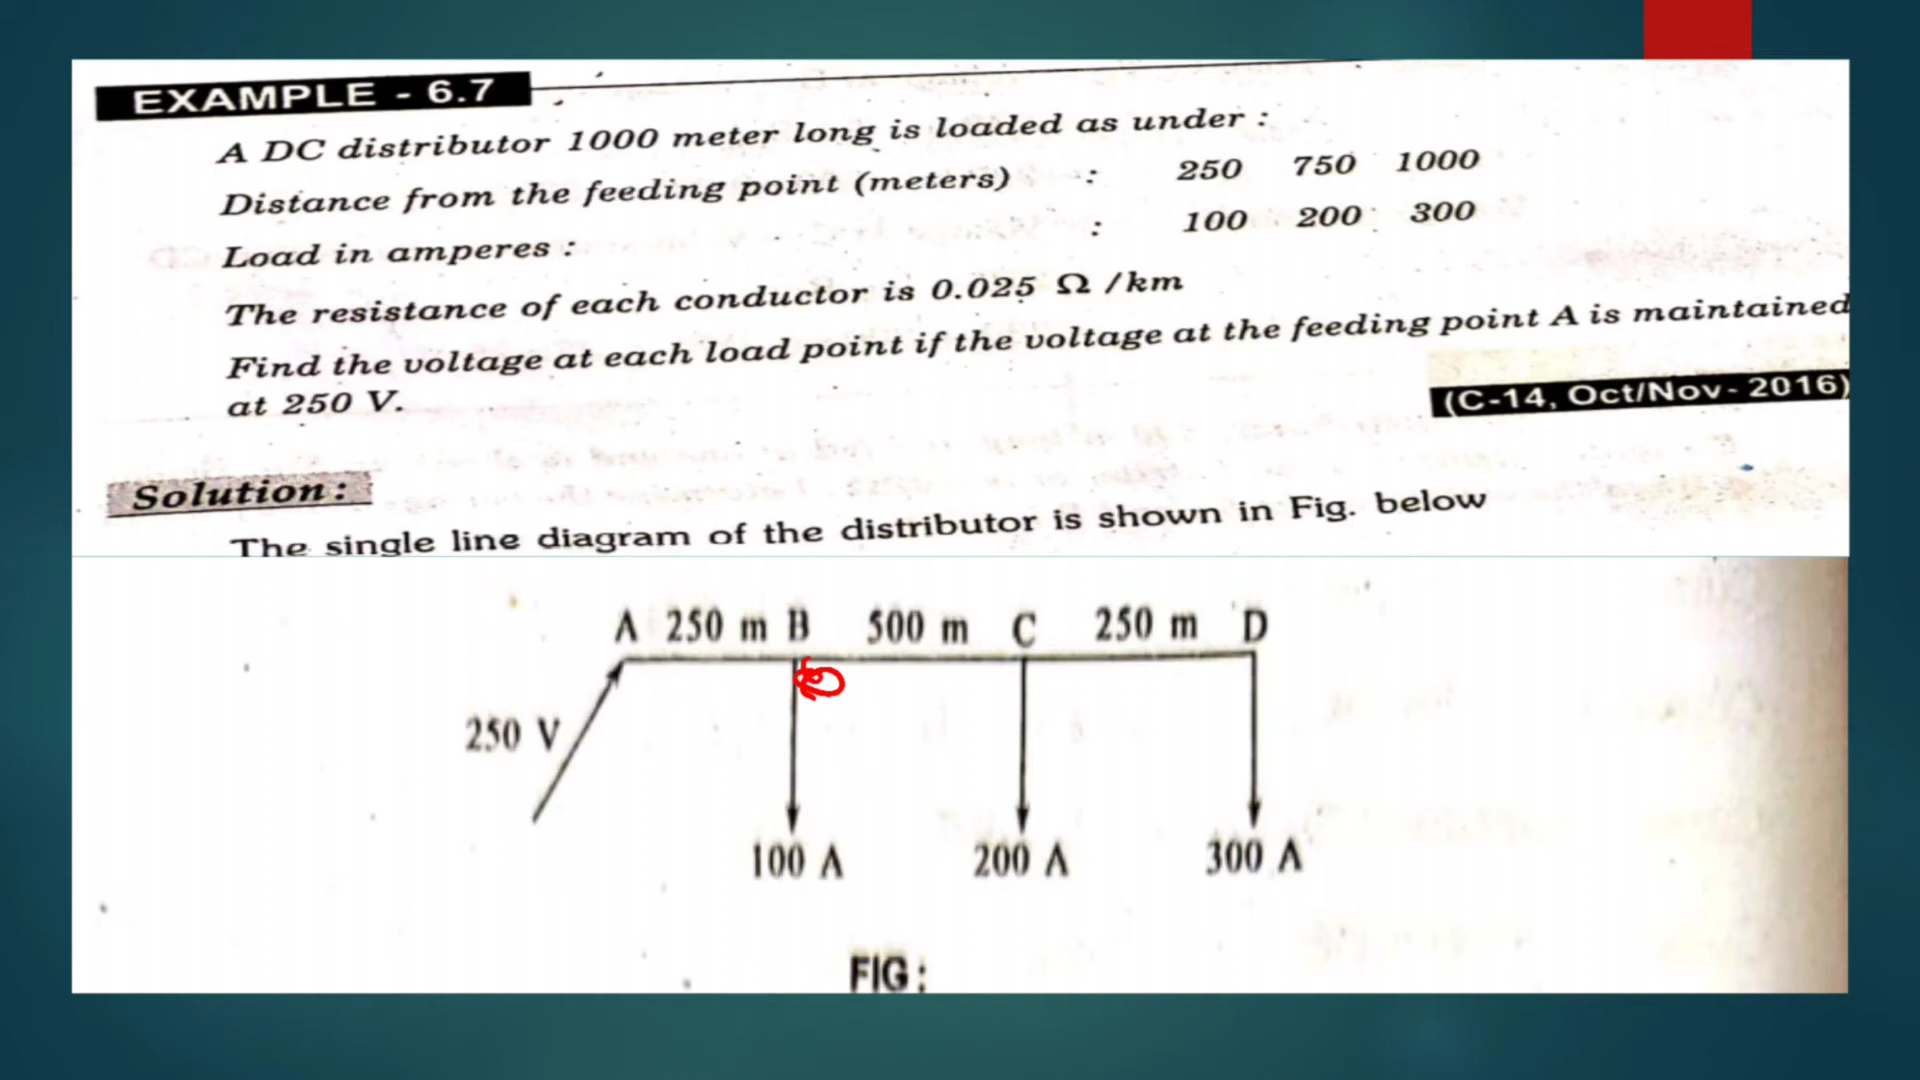 EXAMPLE - 6.7
A DC distributor 1000 meter long is loaded as under :
Distance from the feeding point (meters) : 250 750 1000
Load in amperes : : 100 200 300
The resistance of each conductor is 0.025 Ω /km
Find the voltage at each load point if the voltage at the feeding point A is maintained
at 250 V.
(C-14, Oct/Nov- 2016)
Solution :
The single line diagram of the distributor is shown in Fig. below
A 250 m B 500 m C 250 m D
250 V
100 A 200 A 300 A
FIG :